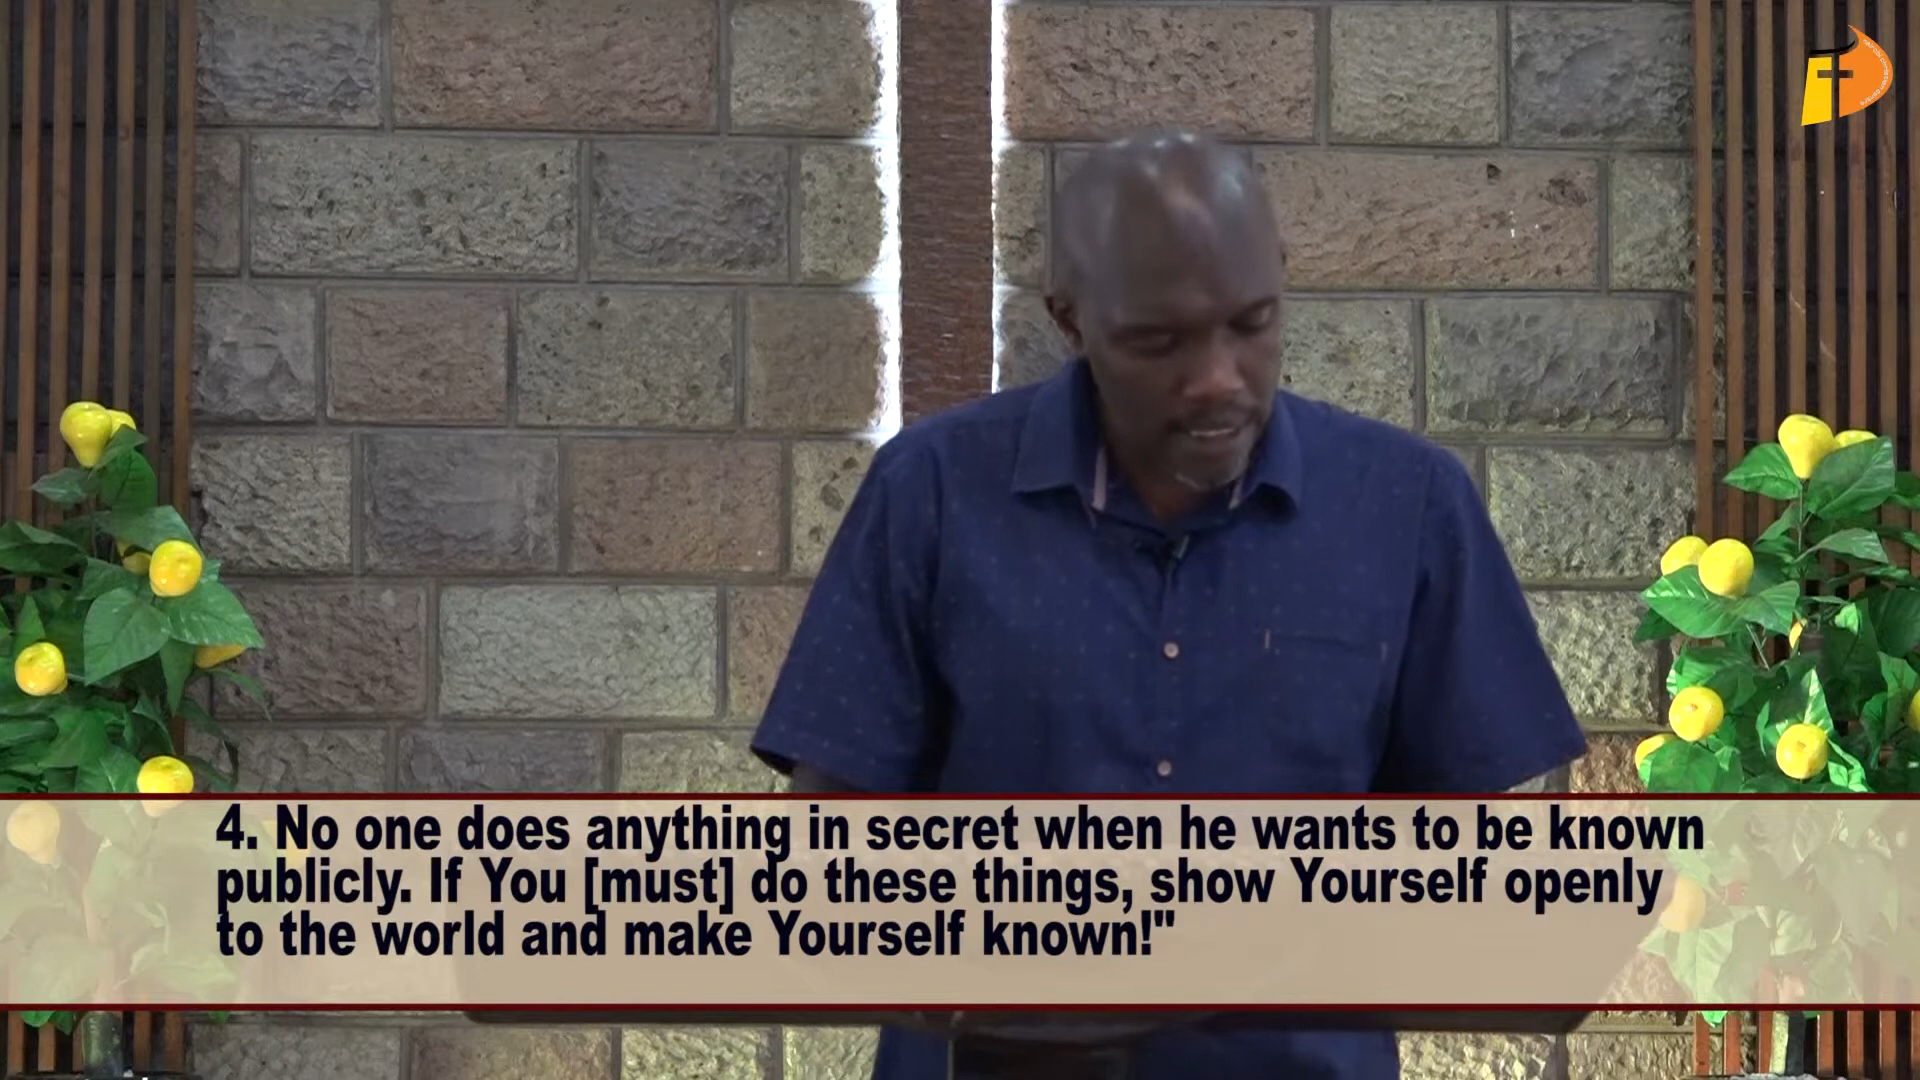 4. No one does anything in secret when he wants to be known
publicly. If You [must] do these things, show Yourself openly
to the world and make Yourself known!"